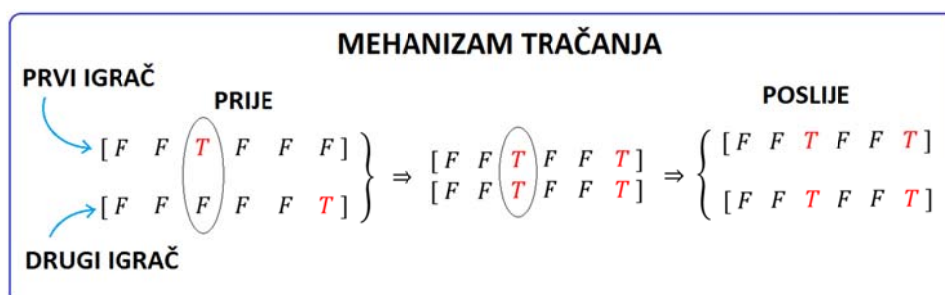 MEHANIZAM TRAČANJA
PRVI IGRAČ
PRIJE
POSLIJE
[F F T F F F]
[F F F F F T]
⇒
[F F T F F T]
[F F T F F T]
⇒
[F F T F F T]
[F F T F F T]
DRUGI IGRAČ